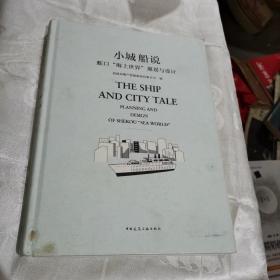 小城船说
蛇口“海上世界”规划与设计
THE SHIP
AND CITY TALE
PLANNING AND
DESIGN
OF SHEKOU “SEA WORLD”
中国建筑工业出版社